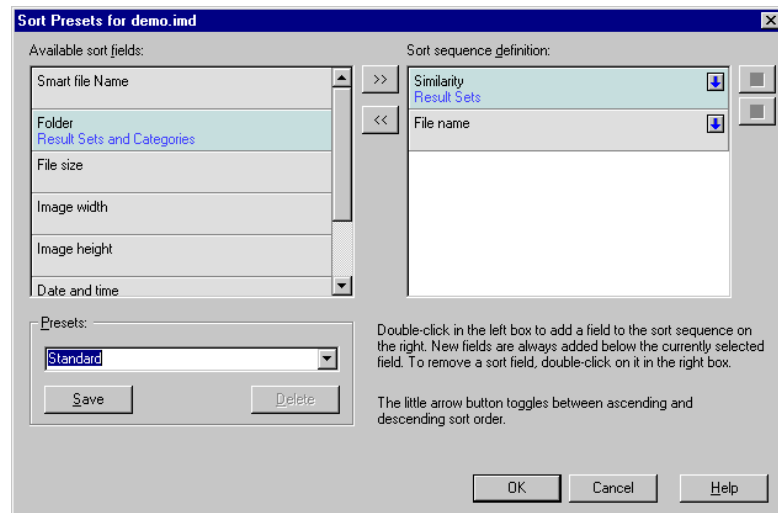 Sort Presets for demo.imd
Available sort fields:
Smart file Name
Folder
Result Sets and Categories
File size
Image width
Image height
Date and time
>>
<<
Sort sequence definition:
Similarity
Result Sets
File name
Presets:
Standard
Save
Delete
Double-click in the left box to add a field to the sort sequence on
the right. New fields are always added below the currently selected
field. To remove a sort field, double-click on it in the right box.
The little arrow button toggles between ascending and
descending sort order.
OK
Cancel
Help